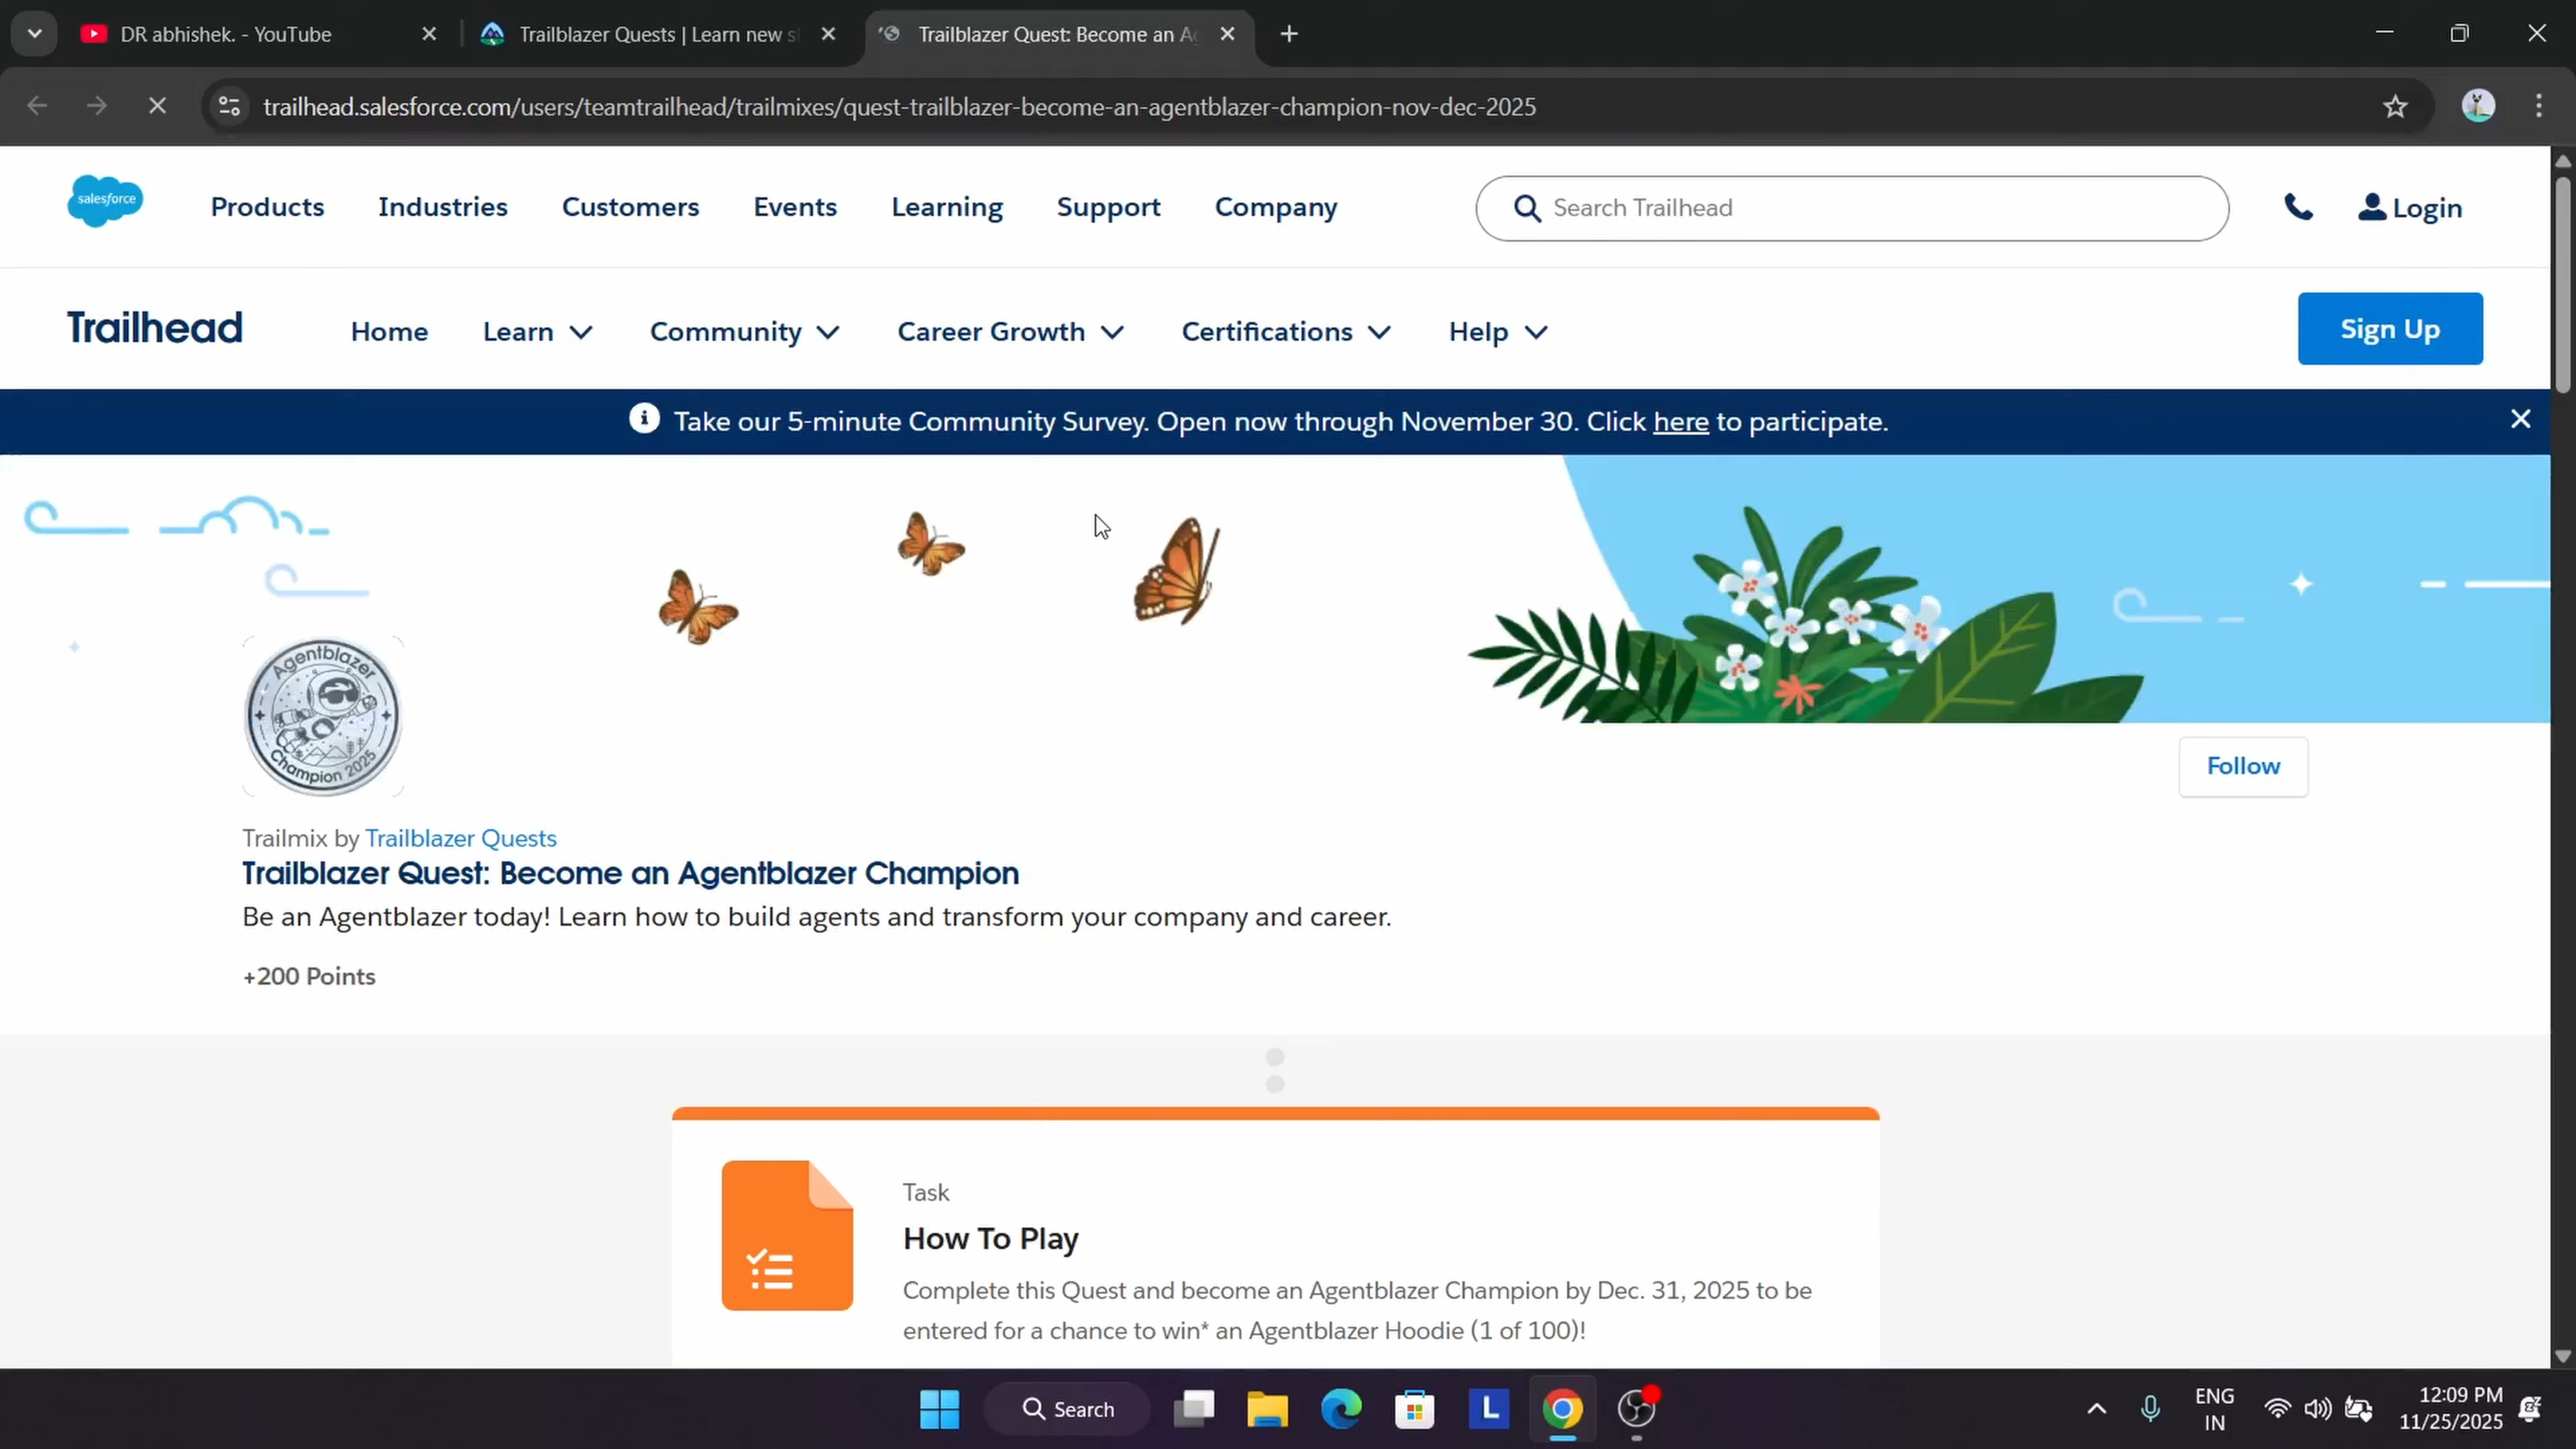 DR abhishek. - YouTube
Trailblazer Quests | Learn new s
Trailblazer Quest: Become an A
trailhead.salesforce.com/users/teamtrailhead/trailmixes/quest-trailblazer-become-an-agentblazer-champion-nov-dec-2025
salesforce
Products
Industries
Customers
Events
Learning
Support
Company
Search Trailhead
Login
Trailhead
Home
Learn
Community
Career Growth
Certifications
Help
Sign Up
Take our 5-minute Community Survey. Open now through November 30. Click here to participate.
Agentblazer
Champion 2025
Follow
Trailmix by Trailblazer Quests
Trailblazer Quest: Become an Agentblazer Champion
Be an Agentblazer today! Learn how to build agents and transform your company and career.
+200 Points
Task
How To Play
Complete this Quest and become an Agentblazer Champion by Dec. 31, 2025 to be
entered for a chance to win* an Agentblazer Hoodie (1 of 100)!
Search
L
ENG
IN
12:09 PM
11/25/2025